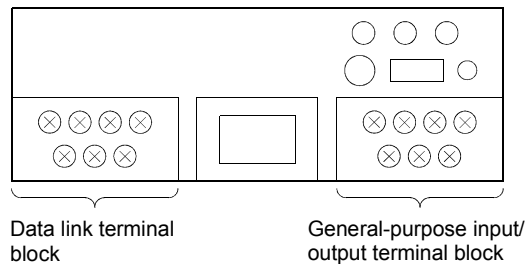 Data link terminal
block
General-purpose input/
output terminal block